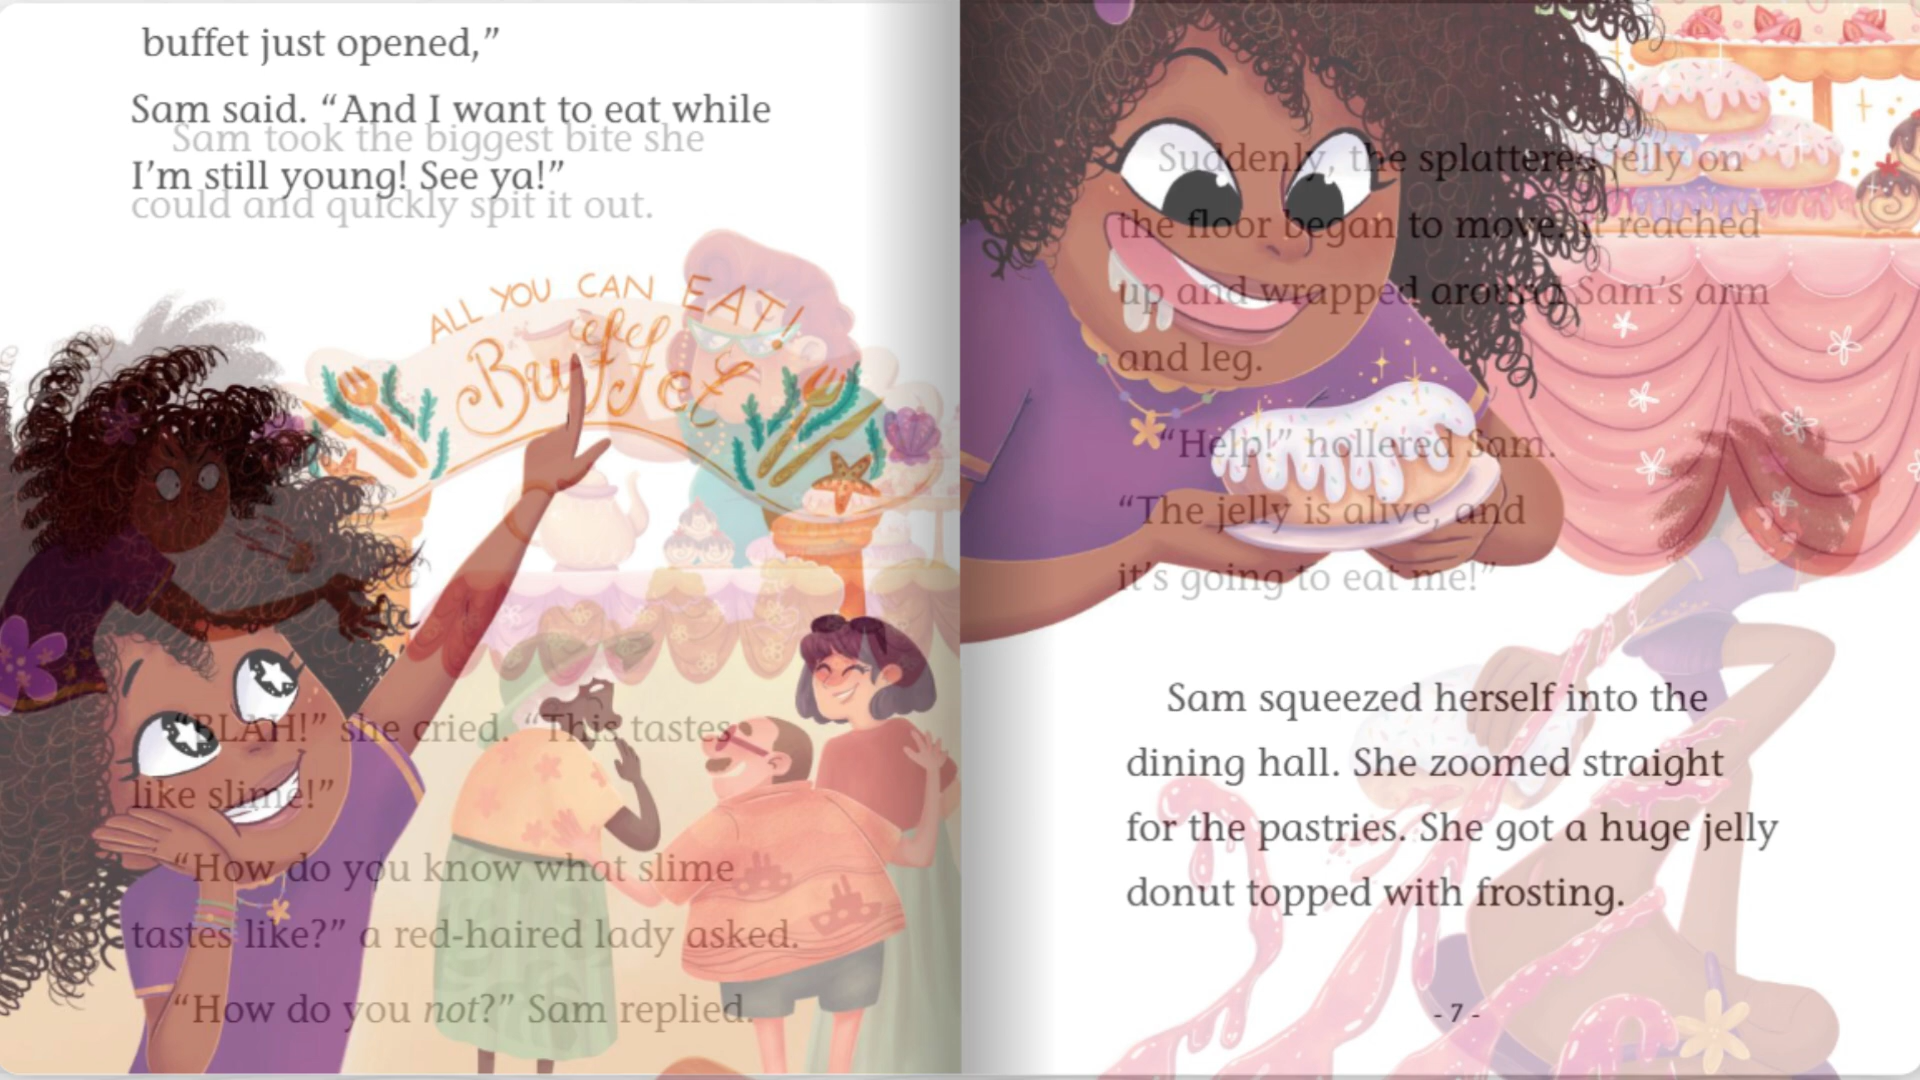 buffet just opened,”
Sam said. “And I want to eat while
I’m still young! See ya!”
Sam took the biggest bite she
could and quickly spit it out.
ALL YOU CAN EAT!
Buffet
“BLAH!” she cried. “This tastes
like slime!”
“How do you know what slime
tastes like?” a red-haired lady asked.
“How do you not?” Sam replied.
Suddenly, the splattered jelly on
the floor began to move. It reached
up and wrapped around Sam’s arm
and leg.
“Help!” hollered Sam.
“The jelly is alive, and
it’s going to eat me!”
Sam squeezed herself into the
dining hall. She zoomed straight
for the pastries. She got a huge jelly
donut topped with frosting.
- 7 -